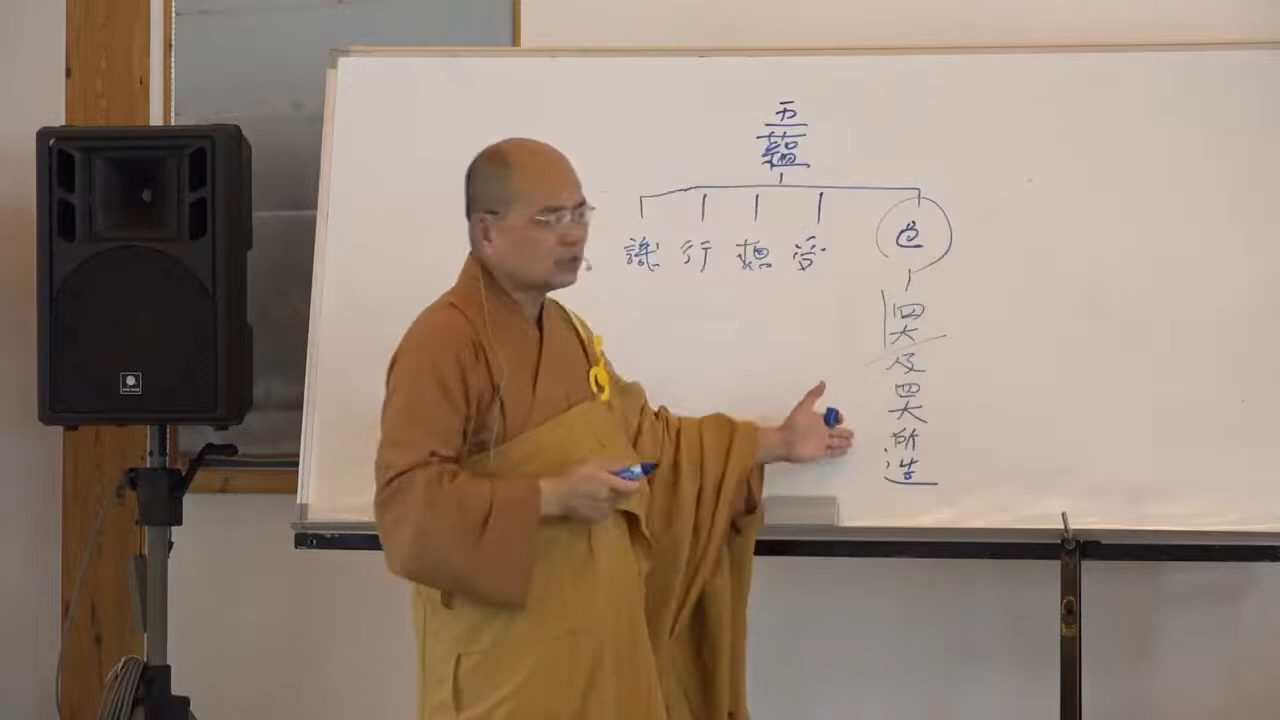 五蘊
色
受
想
行
識
四大及四大所造